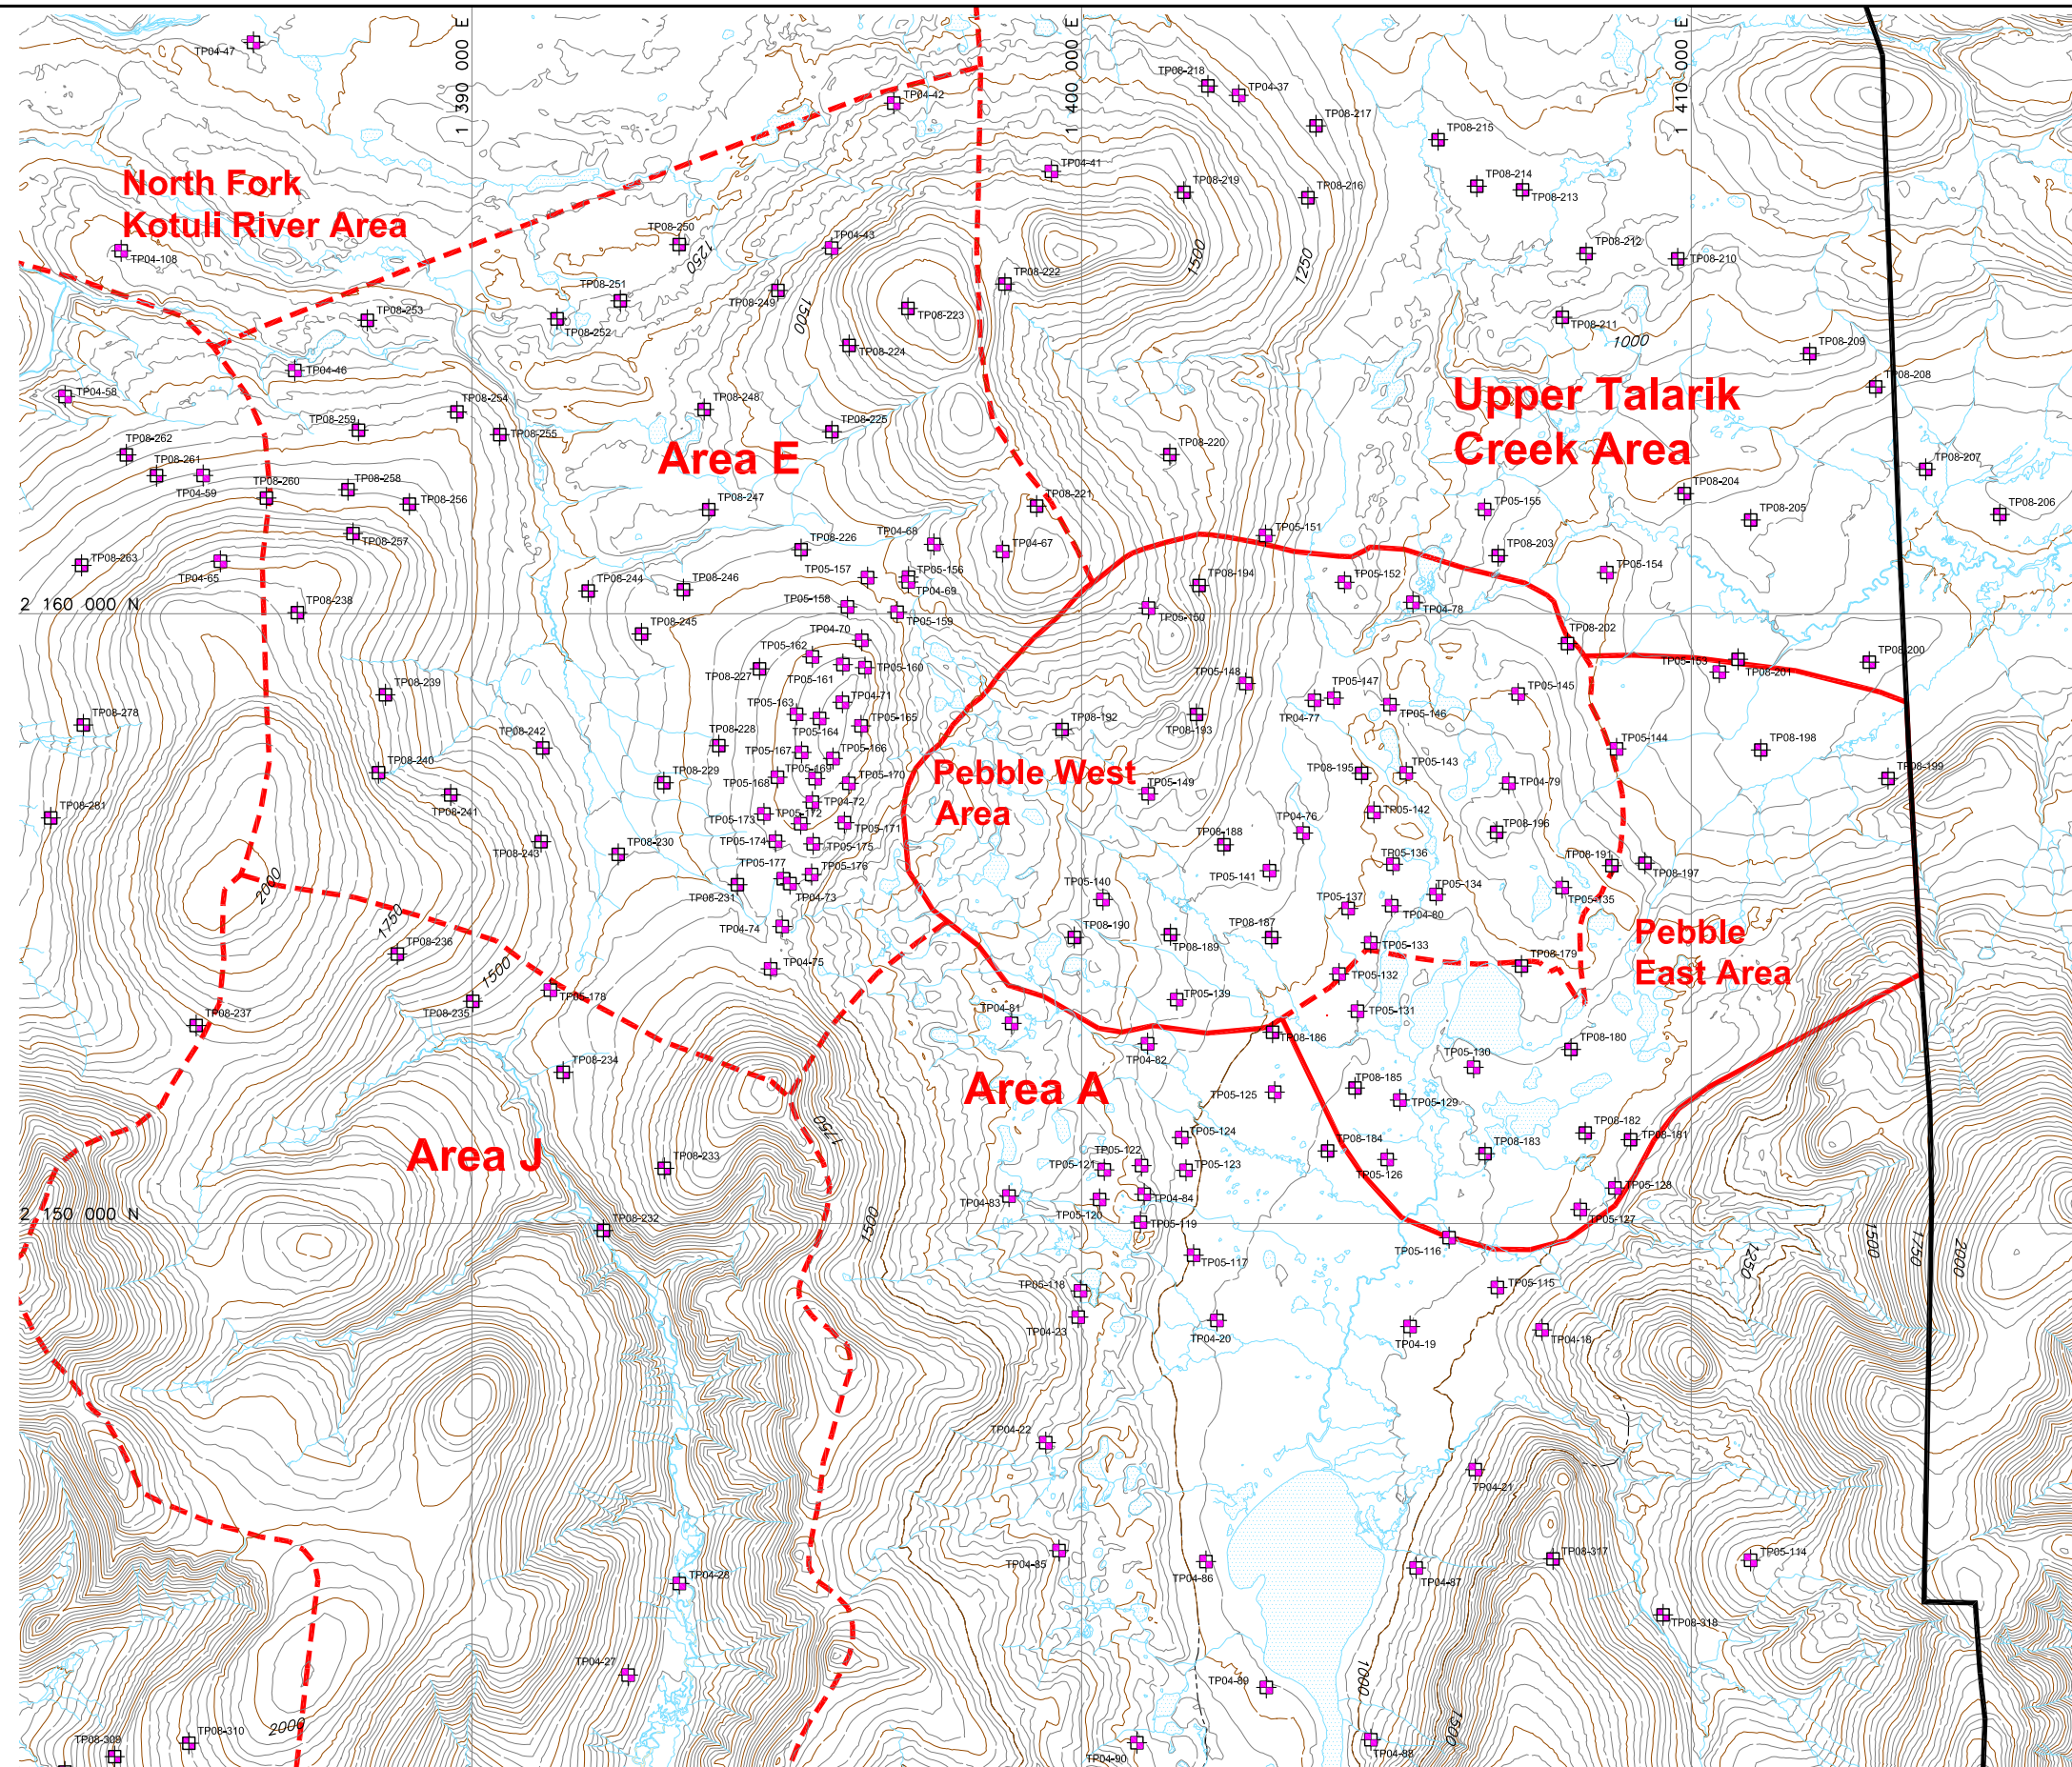 TP04-47
1 390 000 E
1 400 000 E
1 410 000 E
TP04-42
TP08-218
TP04-37
TP08-217
TP08-215
TP04-41
TP08-219
TP08-216
TP08-214
TP08-213
North Fork
Kotuli River Area
TP04-108
TP08-250
1250
TP04-43
1500
1250
TP08-212
TP08-210
TP08-222
TP08-251
TP08-249
1500
TP08-223
TP08-252
TP08-253
TP08-211
1000
TP08-224
TP08-209
TP04-46
TP08-208
TP04-58
TP08-248
TP08-254
TP08-259
TP08-255
TP08-225
Upper Talarik
Creek Area
TP08-262
TP08-261
TP04-59
Area E
TP08-220
TP08-207
TP08-260
TP08-258
TP08-256
TP08-247
TP08-221
TP05-155
TP08-204
TP08-205
TP08-206
TP08-257
TP08-226
TP04-68
TP04-67
TP05-151
TP08-203
TP08-263
TP04-65
TP05-157
TP05-156
TP04-69
TP08-194
TP05-152
TP05-154
TP08-244
TP08-246
2 160 000 N
TP08-238
TP05-158
TP05-159
TP05-150
TP04-78
TP08-245
TP04-70
TP08-202
TP05-162
TP05-160
TP05-161
TP08-227
TP05-148
TP05-153
TP08-201
TP08-200
TP08-239
TP04-71
TP05-147
TP04-77
TP05-146
TP05-145
TP08-278
TP05-163
TP05-164
TP05-165
TP08-192
TP08-193
TP08-242
TP08-228
TP05-167
TP05-166
TP05-144
TP08-198
TP08-240
TP08-229
TP05-168
TP05-169
TP05-170
Pebble West
Area
TP05-149
TP08-195
TP05-143
TP04-79
TP08-199
TP08-281
TP08-241
TP04-72
TP05-173
TP05-172
TP05-171
TP04-76
TP05-142
TP08-196
TP08-243
TP08-230
TP05-174
TP05-175
TP08-188
TP05-136
TP08-191
TP08-197
2000
TP05-177
TP05-176
TP08-231
TP04-73
TP05-141
TP05-140
TP05-137
TP05-134
TP04-80
TP05-135
1750
TP04-74
TP08-190
TP08-189
TP08-187
TP05-133
Pebble
East Area
TP08-236
1500
TP04-75
TP05-132
TP08-179
TP08-235
TP05-178
TP05-139
TP08-237
TP04-81
TP05-131
TP04-82
TP08-186
TP08-180
TP08-234
Area A
TP05-130
TP08-185
TP05-125
TP05-129
1750
TP05-124
TP08-182
TP08-181
Area J
TP08-233
TP05-122
TP05-121
TP05-123
TP08-184
TP05-126
TP08-183
TP04-83
TP04-84
TP05-120
TP05-128
TP05-127
2 150 000 N
TP08-232
1500
TP05-119
TP05-116
1250
1500
1750
2000
TP05-117
TP05-118
TP05-115
TP04-23
TP04-20
TP04-19
TP04-18
TP04-22
TP04-21
TP04-85
TP04-86
TP04-87
TP08-317
TP05-114
TP04-28
TP08-318
TP04-27
TP04-89
1000
1500
2000
TP08-309
TP08-310
TP04-90
TP04-88